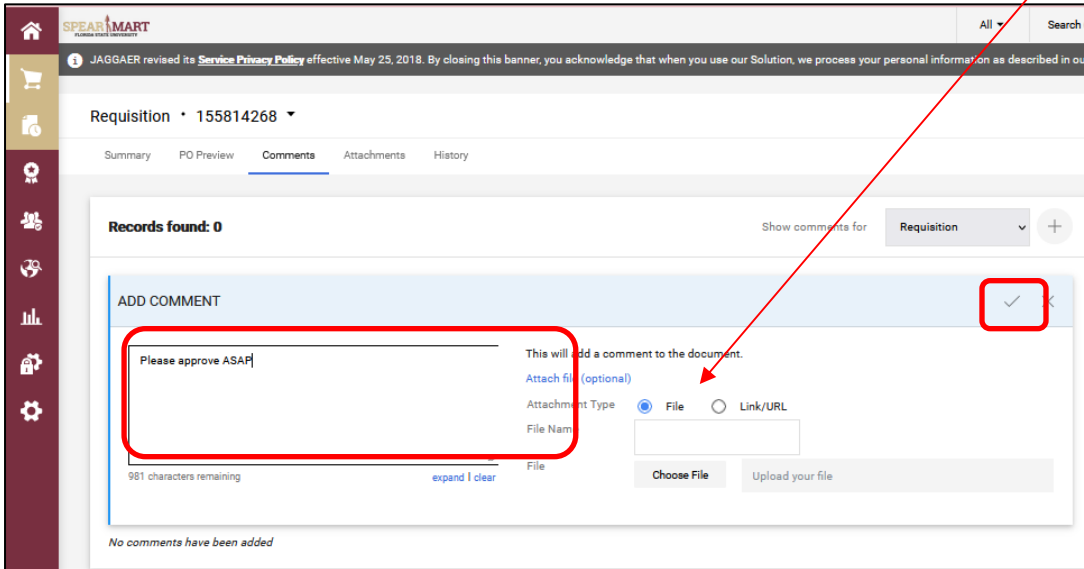 SPEARMART
FLORIDA STATE UNIVERSITY
All
Search
JAGGAER revised its Service Privacy Policy effective May 25, 2018. By closing this banner, you acknowledge that when you use our Solution, we process your personal information as described in ou
Requisition • 155814268
Summary PO Preview Comments Attachments History
Records found: 0
Show comments for Requisition
ADD COMMENT
Please approve ASAP
981 characters remaining
expand | clear
This will add a comment to the document.
Attach file (optional)
Attachment Type File Link/URL
File Name
File Choose File Upload your file
No comments have been added